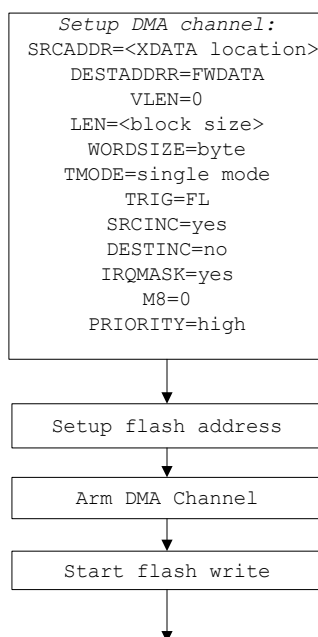 Setup DMA channel:
SRCADDR=<XDATA location>
DESTADDRR=FWDATA
VLEN=0
LEN=<block size>
WORDSIZE=byte
TMODE=single mode
TRIG=FL
SRCINC=yes
DESTINC=no
IRQMASK=yes
M8=0
PRIORITY=high
Setup flash address
Arm DMA Channel
Start flash write